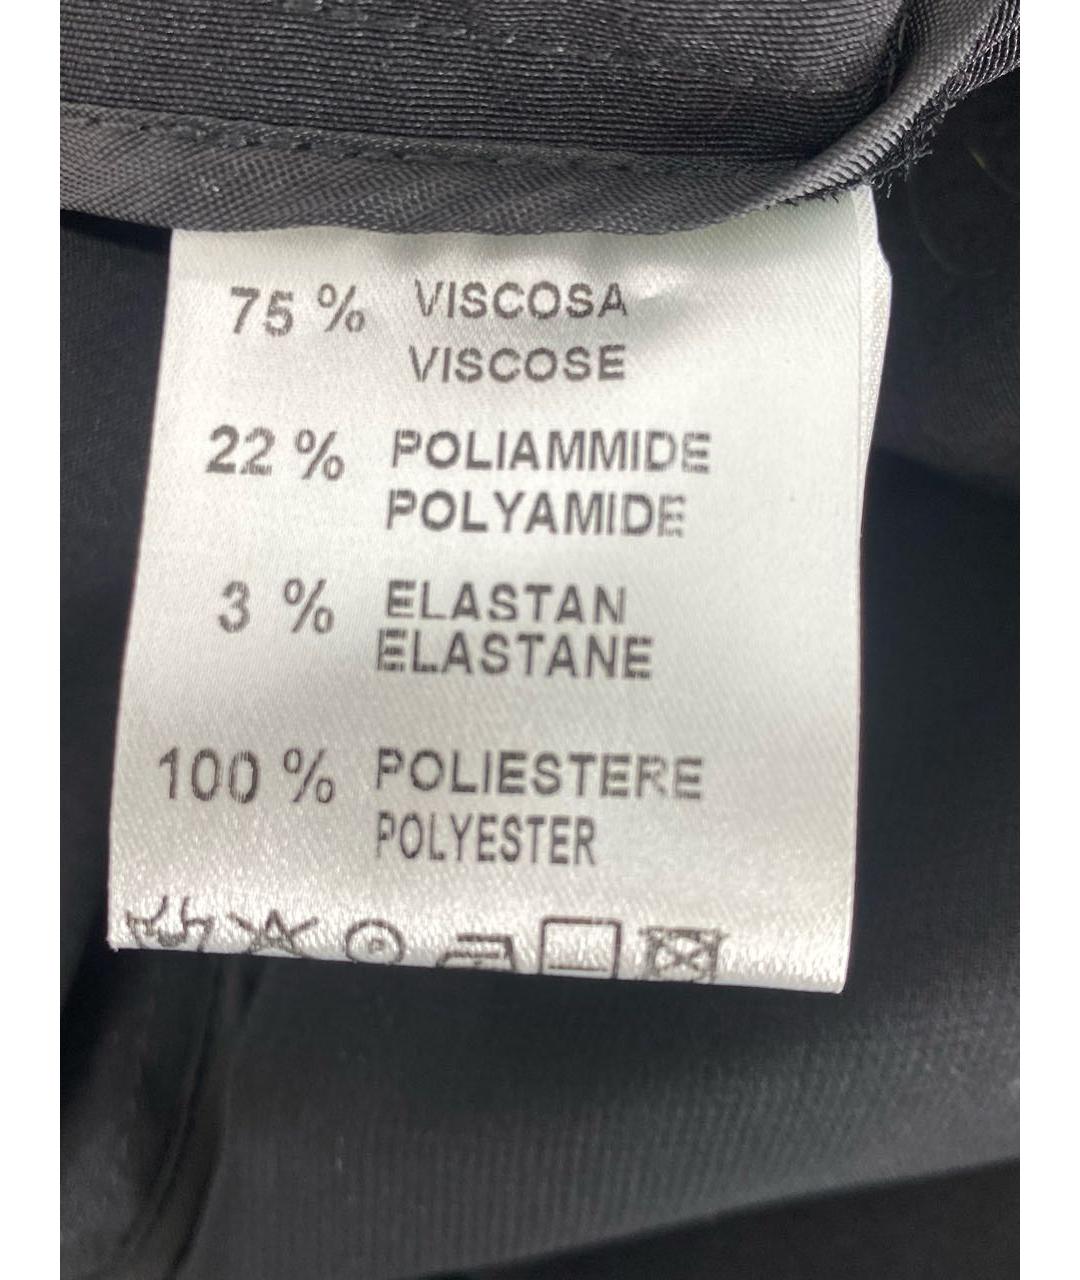 75 % VISCOSA
VISCOSE
22 % POLIAMMIDE
POLYAMIDE
3 % ELASTAN
ELASTANE
100 % POLIESTERE
POLYESTER